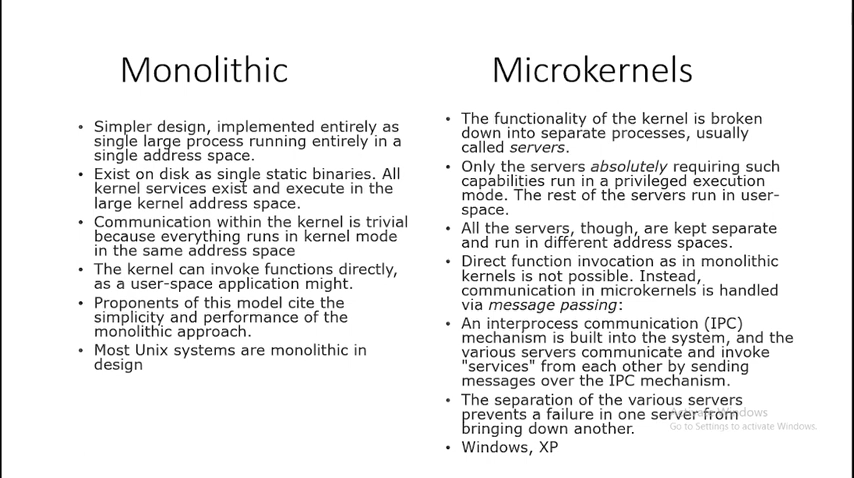 Monolithic
• Simpler design, implemented entirely as
single large process running entirely in a
single address space.
• Exist on disk as single static binaries. All
kernel services exist and execute in the
large kernel address space.
• Communication within the kernel is trivial
because everything runs in kernel mode
in the same address space
• The kernel can invoke functions directly,
as a user-space application might.
• Proponents of this model cite the
simplicity and performance of the
monolithic approach.
• Most Unix systems are monolithic in
design
Microkernels
• The functionality of the kernel is broken
down into separate processes, usually
called servers.
• Only the servers absolutely requiring such
capabilities run in a privileged execution
mode. The rest of the servers run in user-
space.
• All the servers, though, are kept separate
and run in different address spaces.
• Direct function invocation as in monolithic
kernels is not possible. Instead,
communication in microkernels is handled
via message passing:
• An interprocess communication (IPC)
mechanism is built into the system, and the
various servers communicate and invoke
"services" from each other by sending
messages over the IPC mechanism.
• The separation of the various servers
prevents a failure in one server from
bringing down another.
• Windows, XP
Activate Windows
Go to Settings to activate Windows.